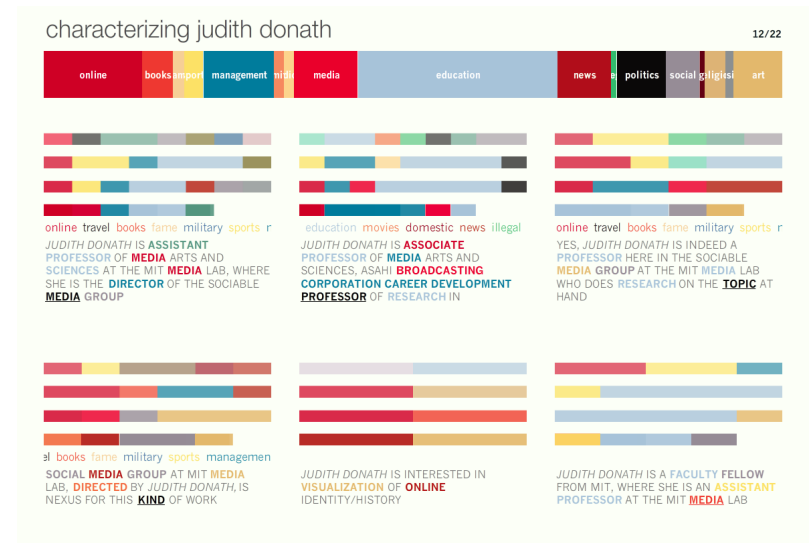 characterizing judith donath
12/22
online books management media education news politics social art
online travel books fame military sports r
JUDITH DONATH IS ASSISTANT
PROFESSOR OF MEDIA ARTS AND
SCIENCES AT THE MIT MEDIA LAB, WHERE
SHE IS THE DIRECTOR OF THE SOCIABLE
MEDIA GROUP
education movies domestic news illegal
JUDITH DONATH IS ASSOCIATE
PROFESSOR OF MEDIA ARTS AND
SCIENCES, ASAHI BROADCASTING
CORPORATION CAREER DEVELOPMENT
PROFESSOR OF RESEARCH IN
online travel books fame military sports r
YES, JUDITH DONATH IS INDEED A
PROFESSOR HERE IN THE SOCIABLE
MEDIA GROUP AT THE MIT MEDIA LAB
WHO DOES RESEARCH ON THE TOPIC AT
HAND
el books fame military sports managemen
SOCIAL MEDIA GROUP AT MIT MEDIA
LAB, DIRECTED BY JUDITH DONATH, IS
NEXUS FOR THIS KIND OF WORK
JUDITH DONATH IS INTERESTED IN
VISUALIZATION OF ONLINE
IDENTITY/HISTORY
JUDITH DONATH IS A FACULTY FELLOW
FROM MIT, WHERE SHE IS AN ASSISTANT
PROFESSOR AT THE MIT MEDIA LAB